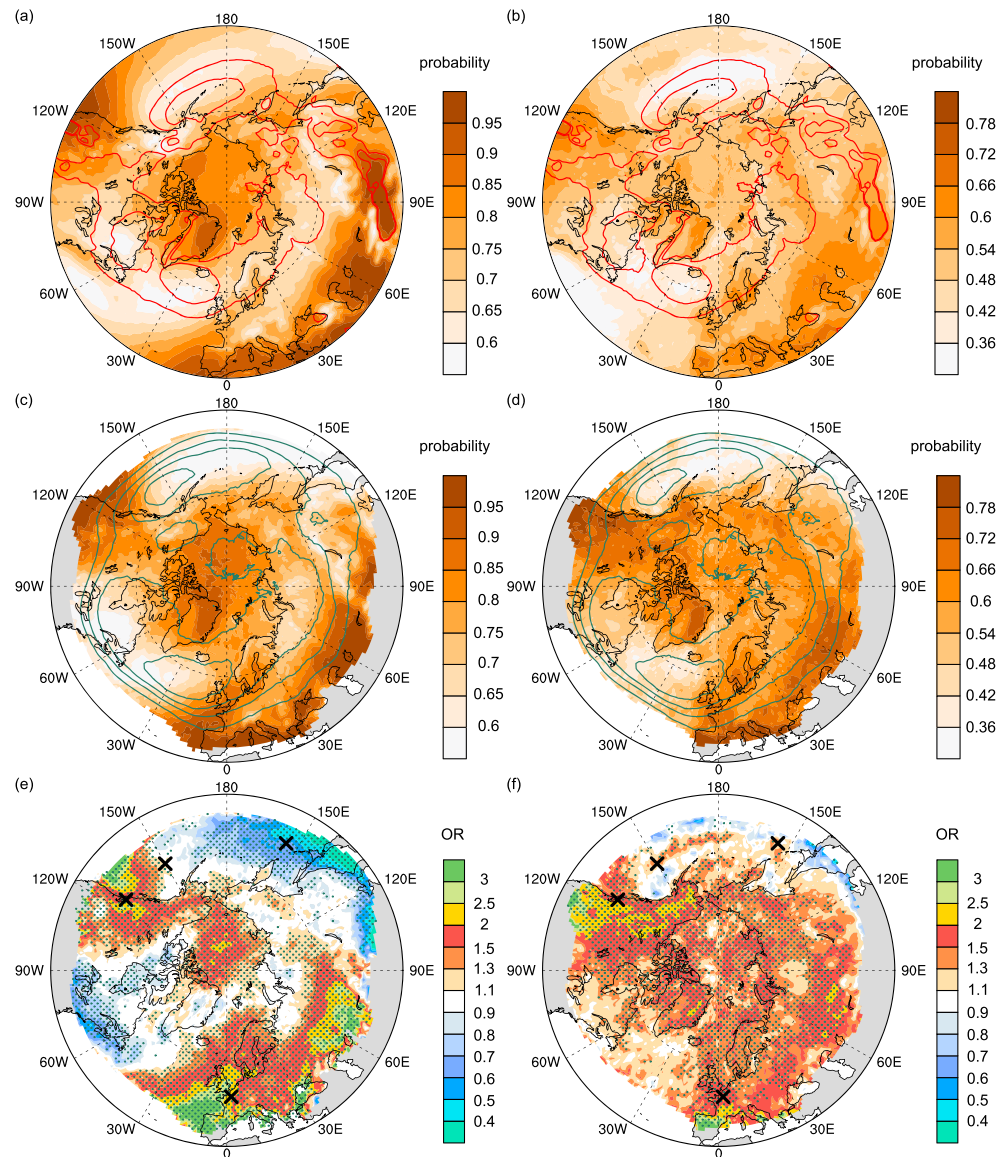 (a)
180
150W
150E
120W
120E
90W
90E
60W
60E
30W
30E
0
probability
0.95
0.9
0.85
0.8
0.75
0.7
0.65
0.6
(b)
180
150W
150E
120W
120E
90W
90E
60W
60E
30W
30E
0
probability
0.78
0.72
0.66
0.6
0.54
0.48
0.42
0.36
(c)
180
150W
150E
120W
120E
90W
90E
60W
60E
30W
30E
0
probability
0.95
0.9
0.85
0.8
0.75
0.7
0.65
0.6
(d)
180
150W
150E
120W
120E
90W
90E
60W
60E
30W
30E
0
probability
0.78
0.72
0.66
0.6
0.54
0.48
0.42
0.36
(e)
180
150W
150E
120W
120E
90W
90E
60W
60E
30W
30E
0
OR
3
2.5
2
1.5
1.3
1.1
0.9
0.8
0.7
0.6
0.5
0.4
(f)
180
150W
150E
120W
120E
90W
90E
60W
60E
30W
30E
0
OR
3
2.5
2
1.5
1.3
1.1
0.9
0.8
0.7
0.6
0.5
0.4